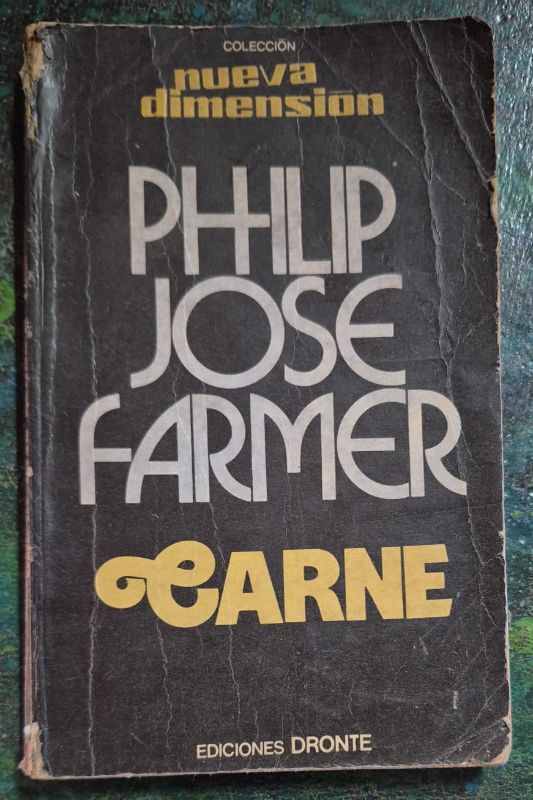 COLECCIÓN
nueva
dimensión
PHILIP
JOSE
FARMER
CARNE
EDICIONES DRONTE